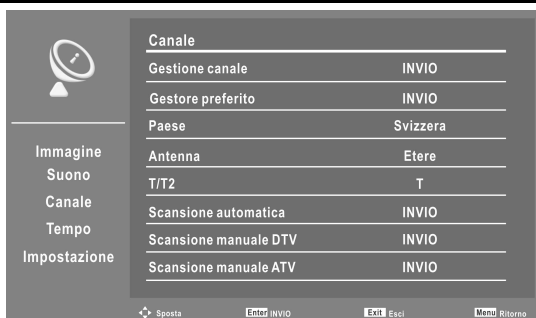 Canale
Gestione canale INVIO
Gestore preferito INVIO
Paese Svizzera
Antenna Etere
T/T2 T
Scansione automatica INVIO
Scansione manuale DTV INVIO
Scansione manuale ATV INVIO
Immagine
Suono
Canale
Tempo
Impostazione
Sposta Enter INVIO Exit Esci Menu Ritorno